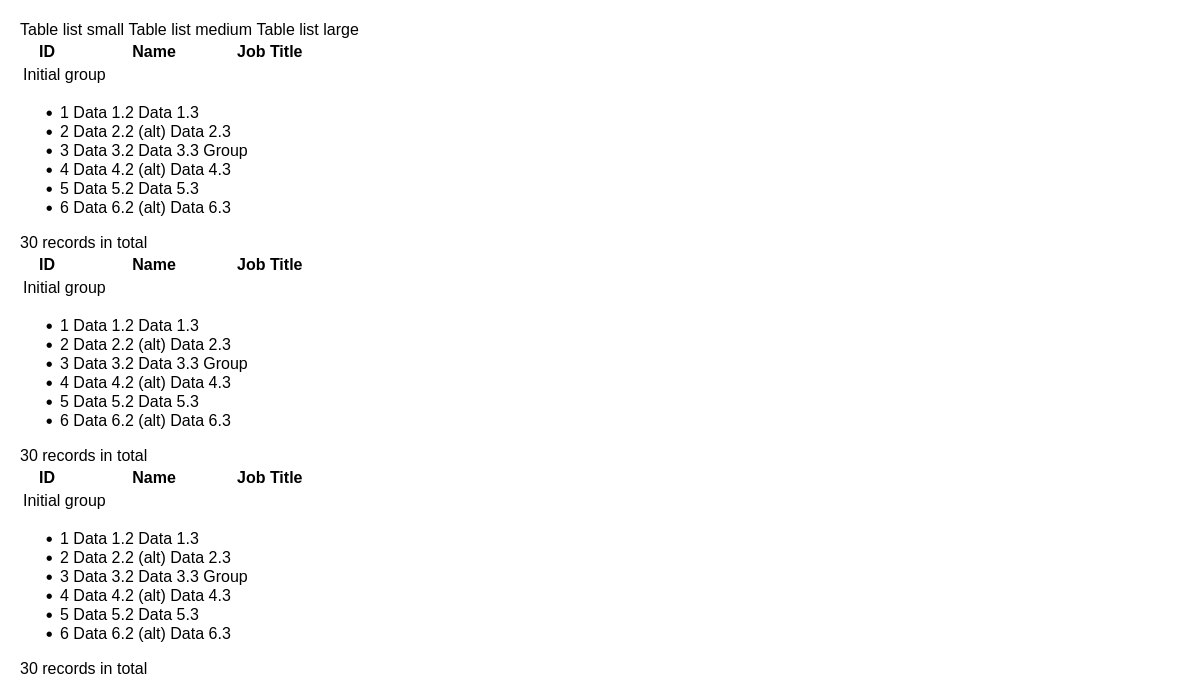 Table list small Table list medium Table list large
ID Name Job Title
Initial group
1 Data 1.2 Data 1.3
2 Data 2.2 (alt) Data 2.3
3 Data 3.2 Data 3.3 Group
4 Data 4.2 (alt) Data 4.3
5 Data 5.2 Data 5.3
6 Data 6.2 (alt) Data 6.3
30 records in total
ID Name Job Title
Initial group
1 Data 1.2 Data 1.3
2 Data 2.2 (alt) Data 2.3
3 Data 3.2 Data 3.3 Group
4 Data 4.2 (alt) Data 4.3
5 Data 5.2 Data 5.3
6 Data 6.2 (alt) Data 6.3
30 records in total
ID Name Job Title
Initial group
1 Data 1.2 Data 1.3
2 Data 2.2 (alt) Data 2.3
3 Data 3.2 Data 3.3 Group
4 Data 4.2 (alt) Data 4.3
5 Data 5.2 Data 5.3
6 Data 6.2 (alt) Data 6.3
30 records in total